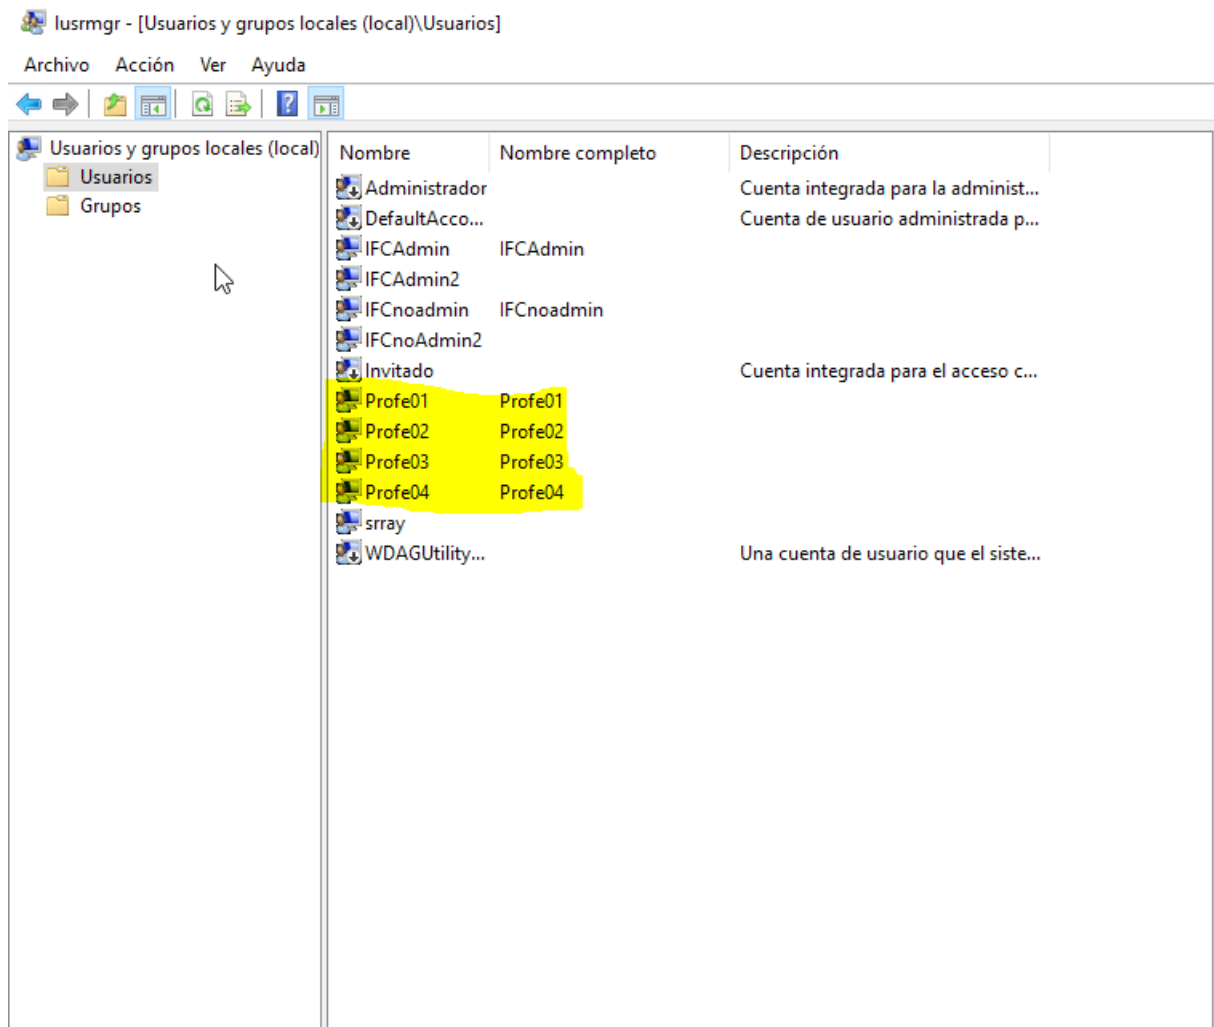 lusrmgr - [Usuarios y grupos locales (local)\Usuarios]
Archivo Acción Ver Ayuda
Usuarios y grupos locales (local)
Usuarios
Grupos
Nombre Nombre completo Descripción
Administrador Cuenta integrada para la administ...
DefaultAcco... Cuenta de usuario administrada p...
IFCAdmin IFCAdmin
IFCAdmin2
IFCnoadmin IFCnoadmin
IFCnoAdmin2
Invitado Cuenta integrada para el acceso c...
Profe01 Profe01
Profe02 Profe02
Profe03 Profe03
Profe04 Profe04
srray
WDAGUtility... Una cuenta de usuario que el siste...